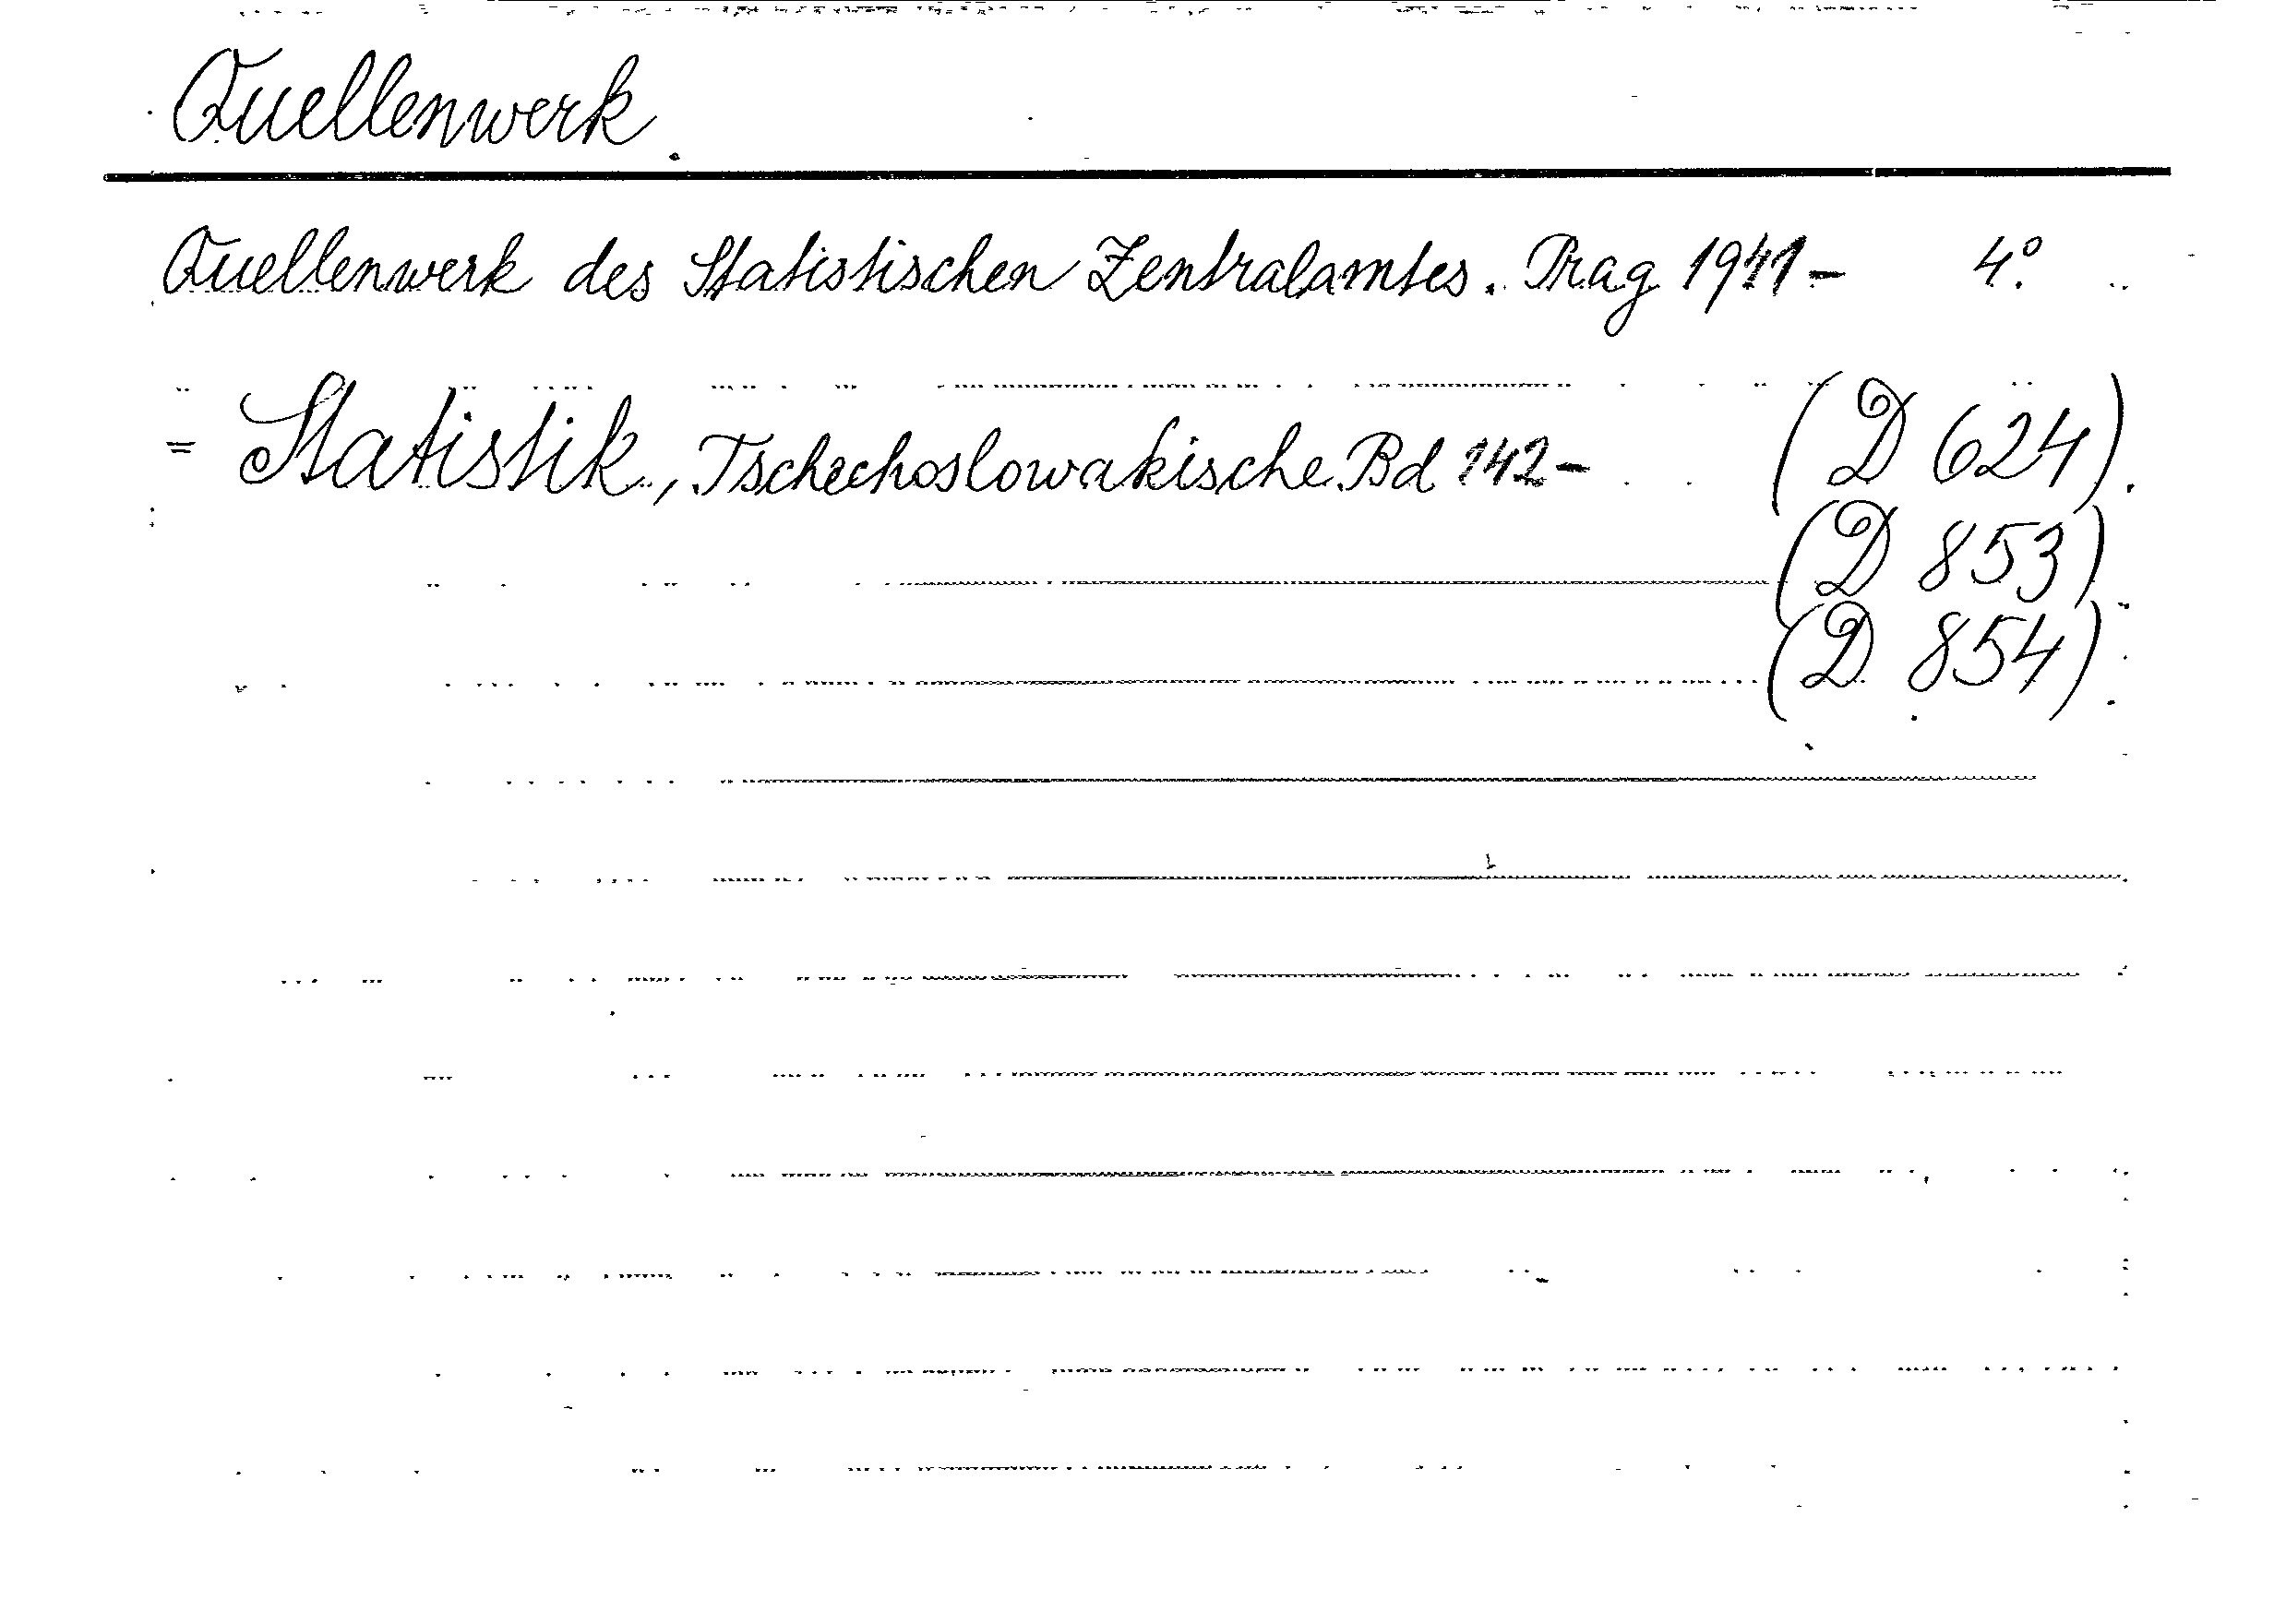 Quellenwerk
Quellenwerk des Statistischen Zentralamtes. Prag 1941- 4°.
= Statistik, Tschechoslowakische Bd 142- (D 624)
(D 853)
(D 854)